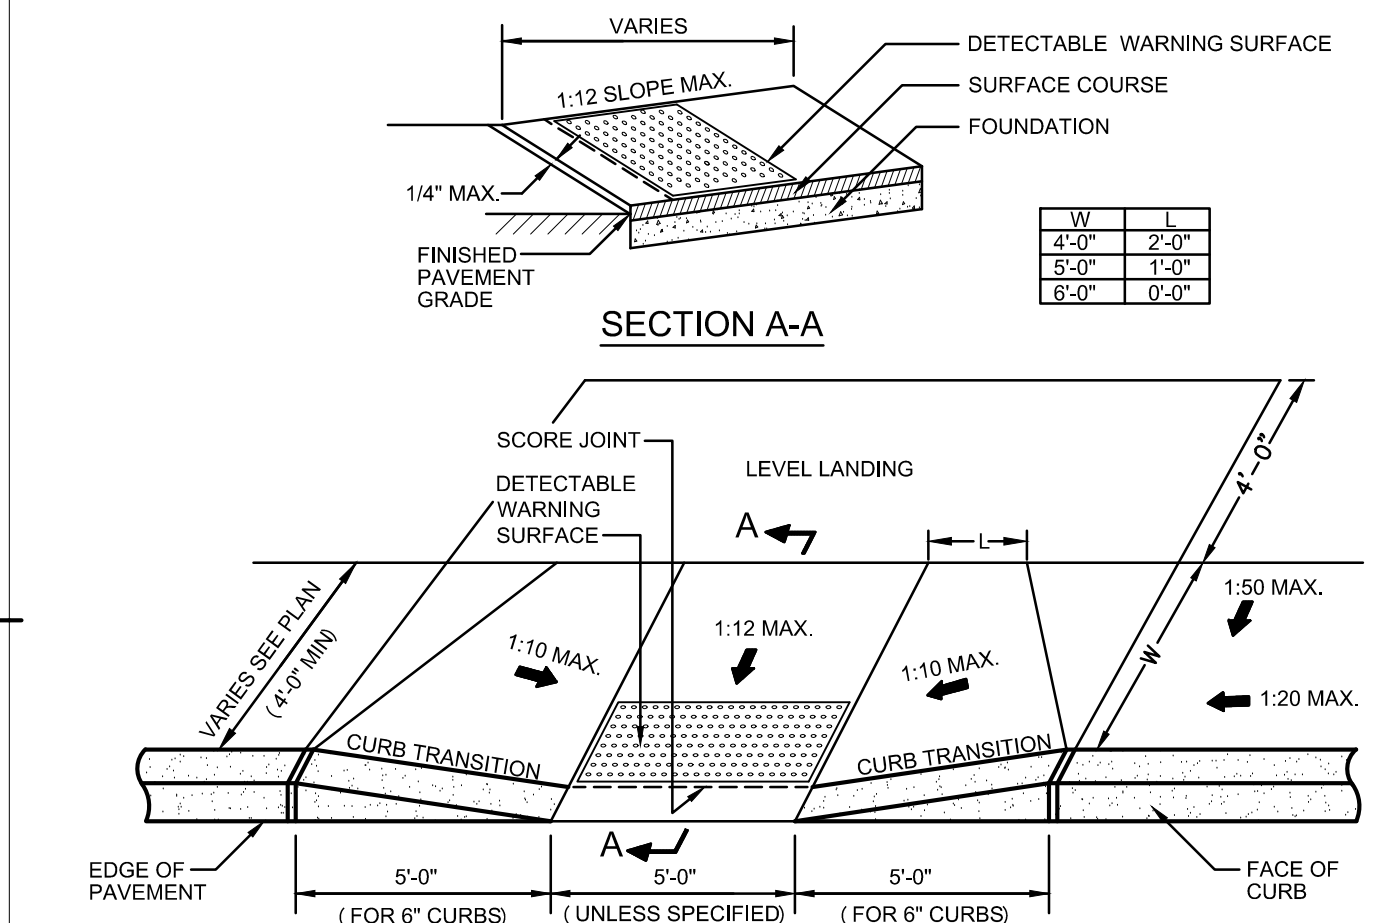 VARIES
DETECTABLE WARNING SURFACE
1:12 SLOPE MAX.
SURFACE COURSE
FOUNDATION
1/4" MAX.
FINISHED
PAVEMENT
GRADE
W L
4'-0" 2'-0"
5'-0" 1'-0"
6'-0" 0'-0"
SECTION A-A
SCORE JOINT
LEVEL LANDING
4'-0"
DETECTABLE
WARNING
SURFACE
A
L
VARIES SEE PLAN
(4'-0" MIN)
1:10 MAX.
1:12 MAX.
1:10 MAX.
W
1:50 MAX.
1:20 MAX.
CURB TRANSITION
CURB TRANSITION
A
EDGE OF
PAVEMENT
5'-0"
(FOR 6" CURBS)
5'-0"
(UNLESS SPECIFIED)
5'-0"
(FOR 6" CURBS)
FACE OF
CURB